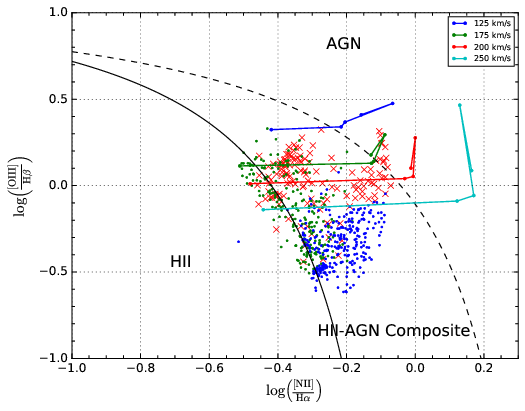 1.0
0.5
0.0
−0.5
−1.0
log([OIII]/Hβ)
AGN
125 km/s
175 km/s
200 km/s
250 km/s
HII
HII-AGN Composite
−1.0 −0.8 −0.6 −0.4 −0.2 0.0 0.2
log([NII]/Hα)